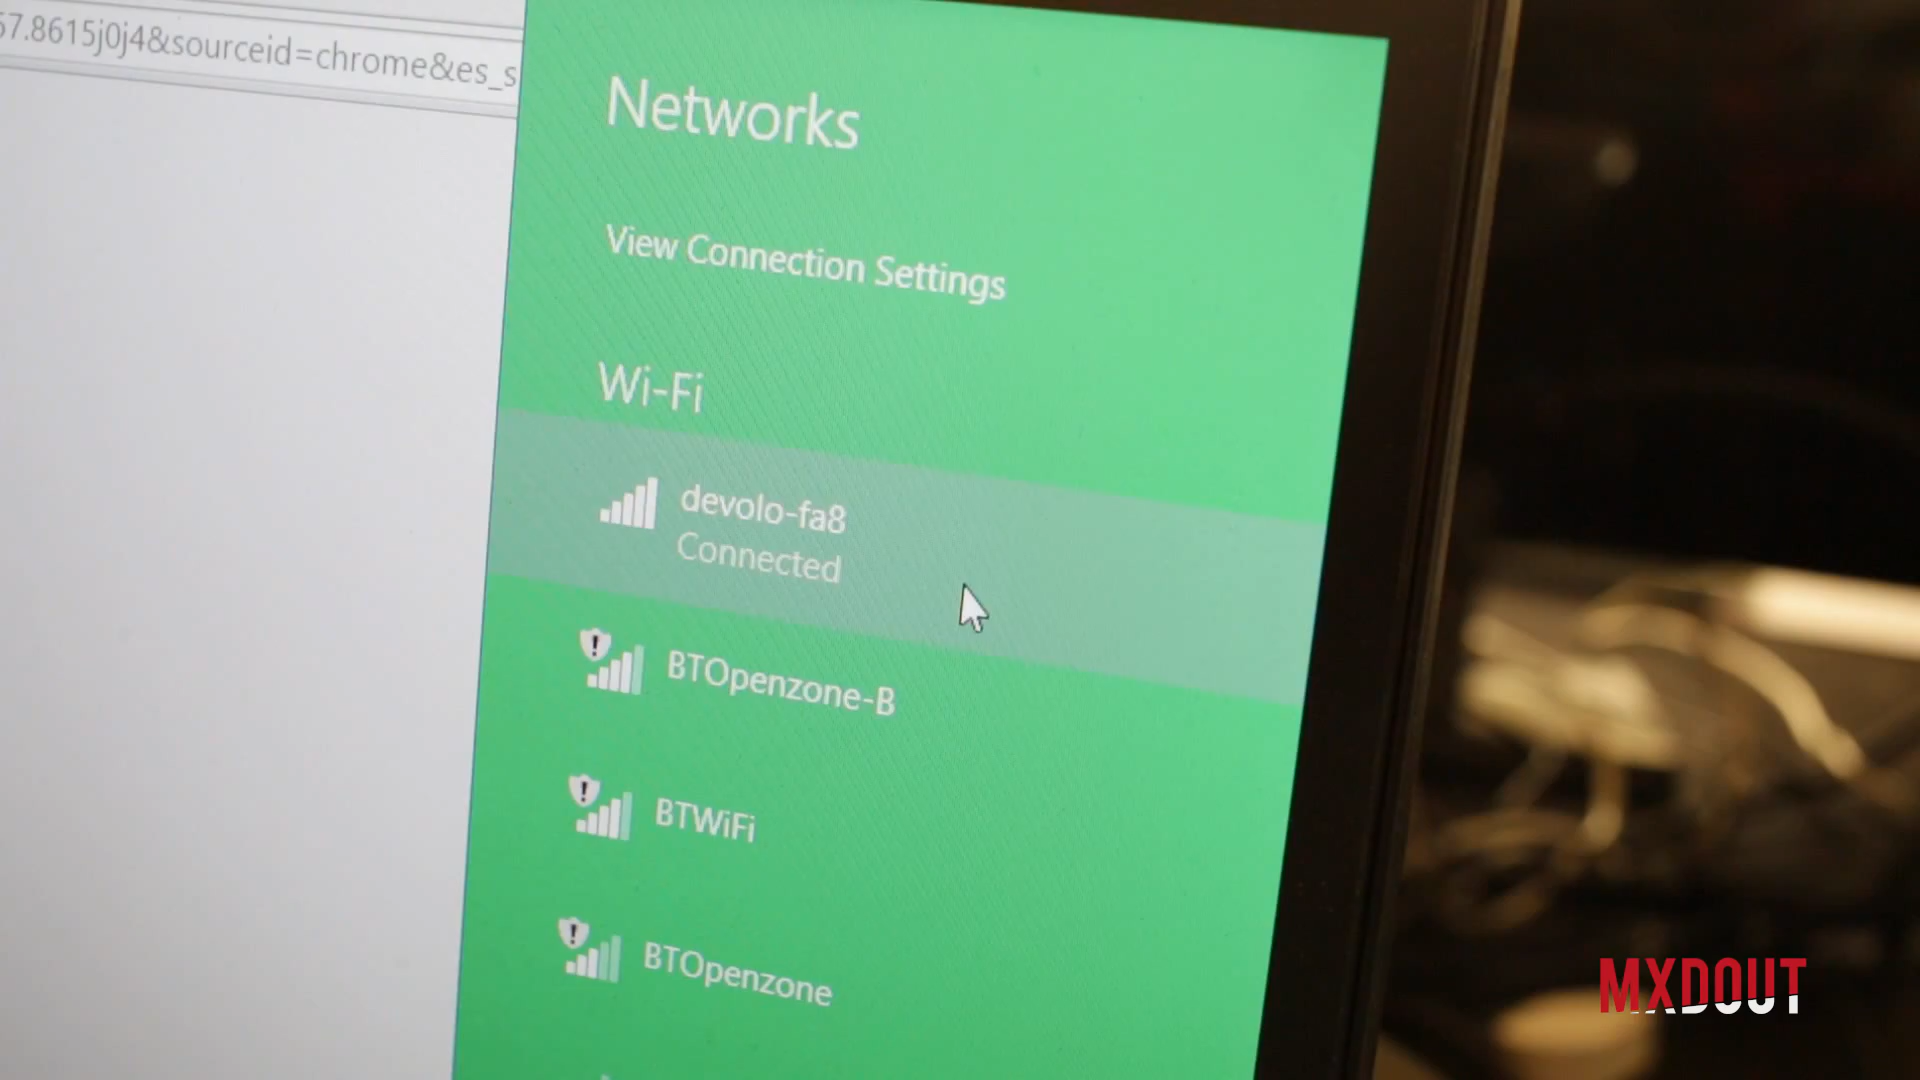 57.8615j0j4&sourceid=chrome&es_s
Networks
View Connection Settings
Wi-Fi
devolo-fa8
Connected
BTOpenzone-B
BTWiFi
BTOpenzone
MXDOUT